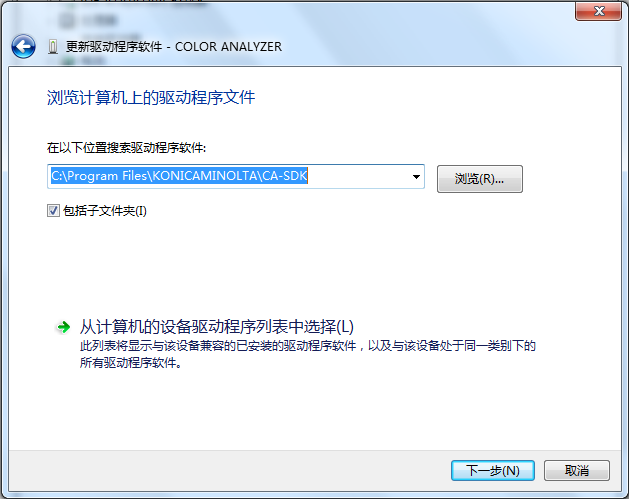 更新驱动程序软件 - COLOR ANALYZER
浏览计算机上的驱动程序文件
在以下位置搜索驱动程序软件:
C:\Program Files\KONICAMINOLTA\CA-SDK
浏览(R)...
包括子文件夹(I)
从计算机的设备驱动程序列表中选择(L)
此列表将显示与该设备兼容的已安装的驱动程序软件，以及与该设备处于同一类别下的
所有驱动程序软件。
下一步(N)
取消